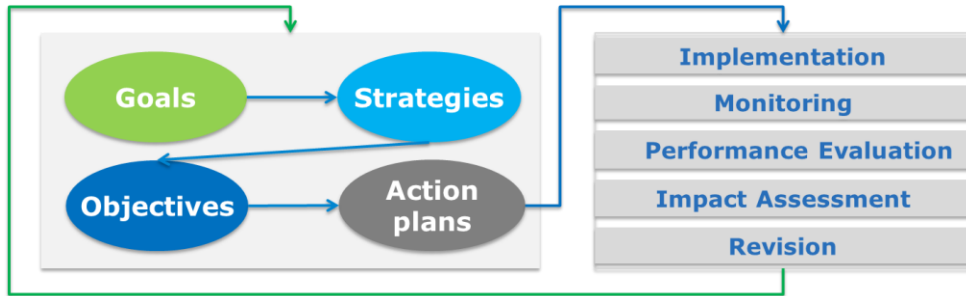 Goals
Strategies
Objectives
Action
plans
Implementation
Monitoring
Performance Evaluation
Impact Assessment
Revision